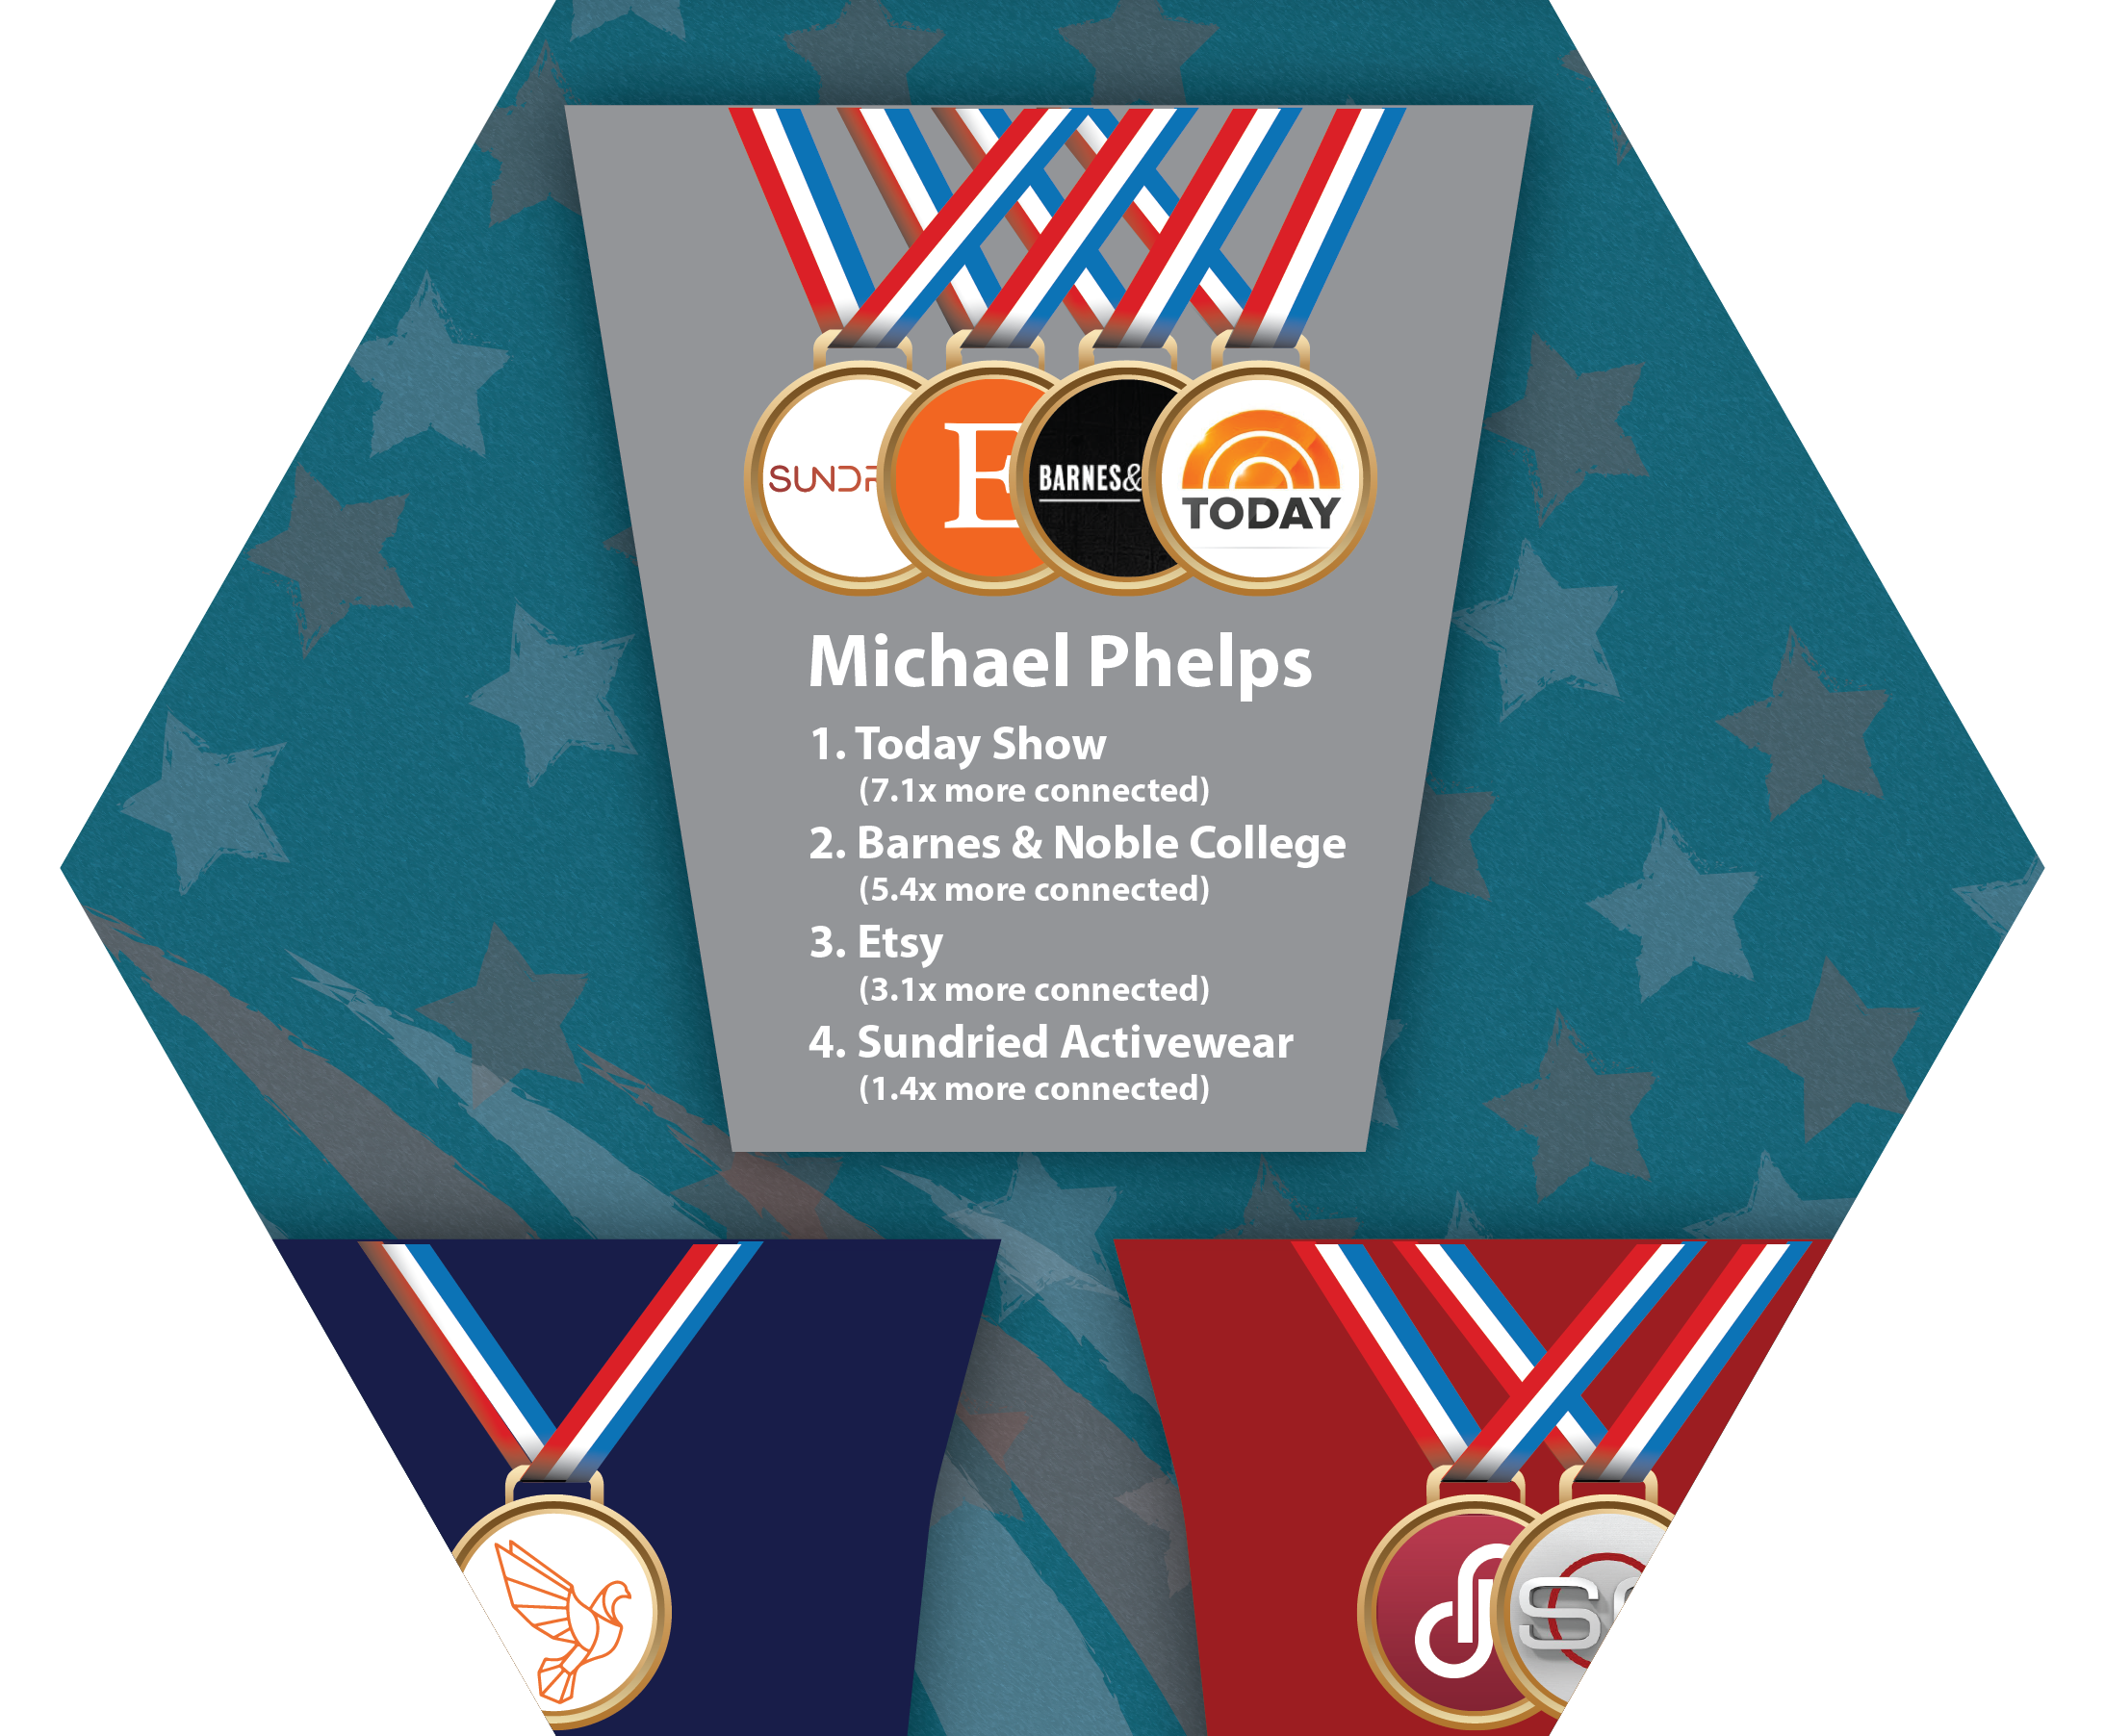 SUNDR
E
BARNES&
TODAY
Michael Phelps
1. Today Show
(7.1x more connected)
2. Barnes & Noble College
(5.4x more connected)
3. Etsy
(3.1x more connected)
4. Sundried Activewear
(1.4x more connected)